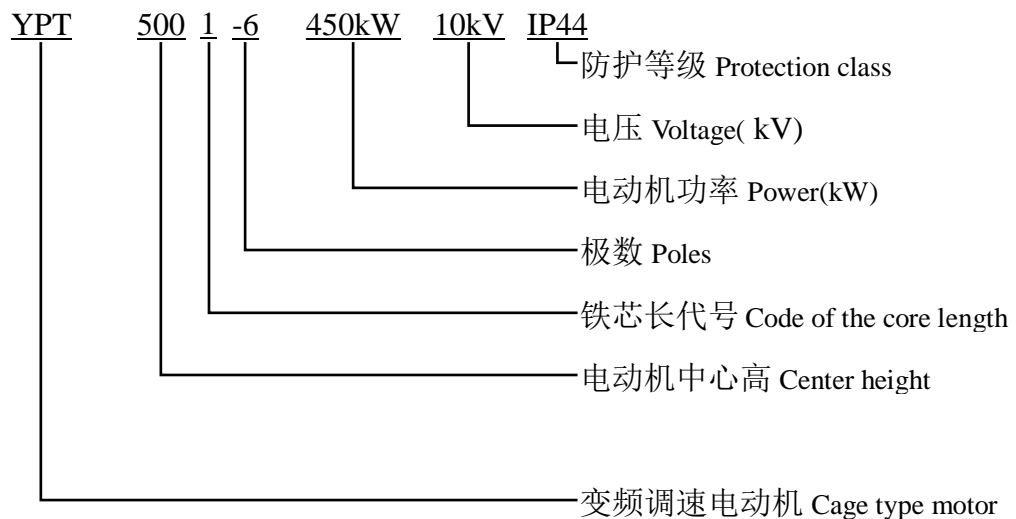 YPT 500 1 -6 450kW 10kV IP44
防护等级 Protection class
电压 Voltage( kV)
电动机功率 Power(kW)
极数 Poles
铁芯长代号 Code of the core length
电动机中心高 Center height
变频调速电动机 Cage type motor